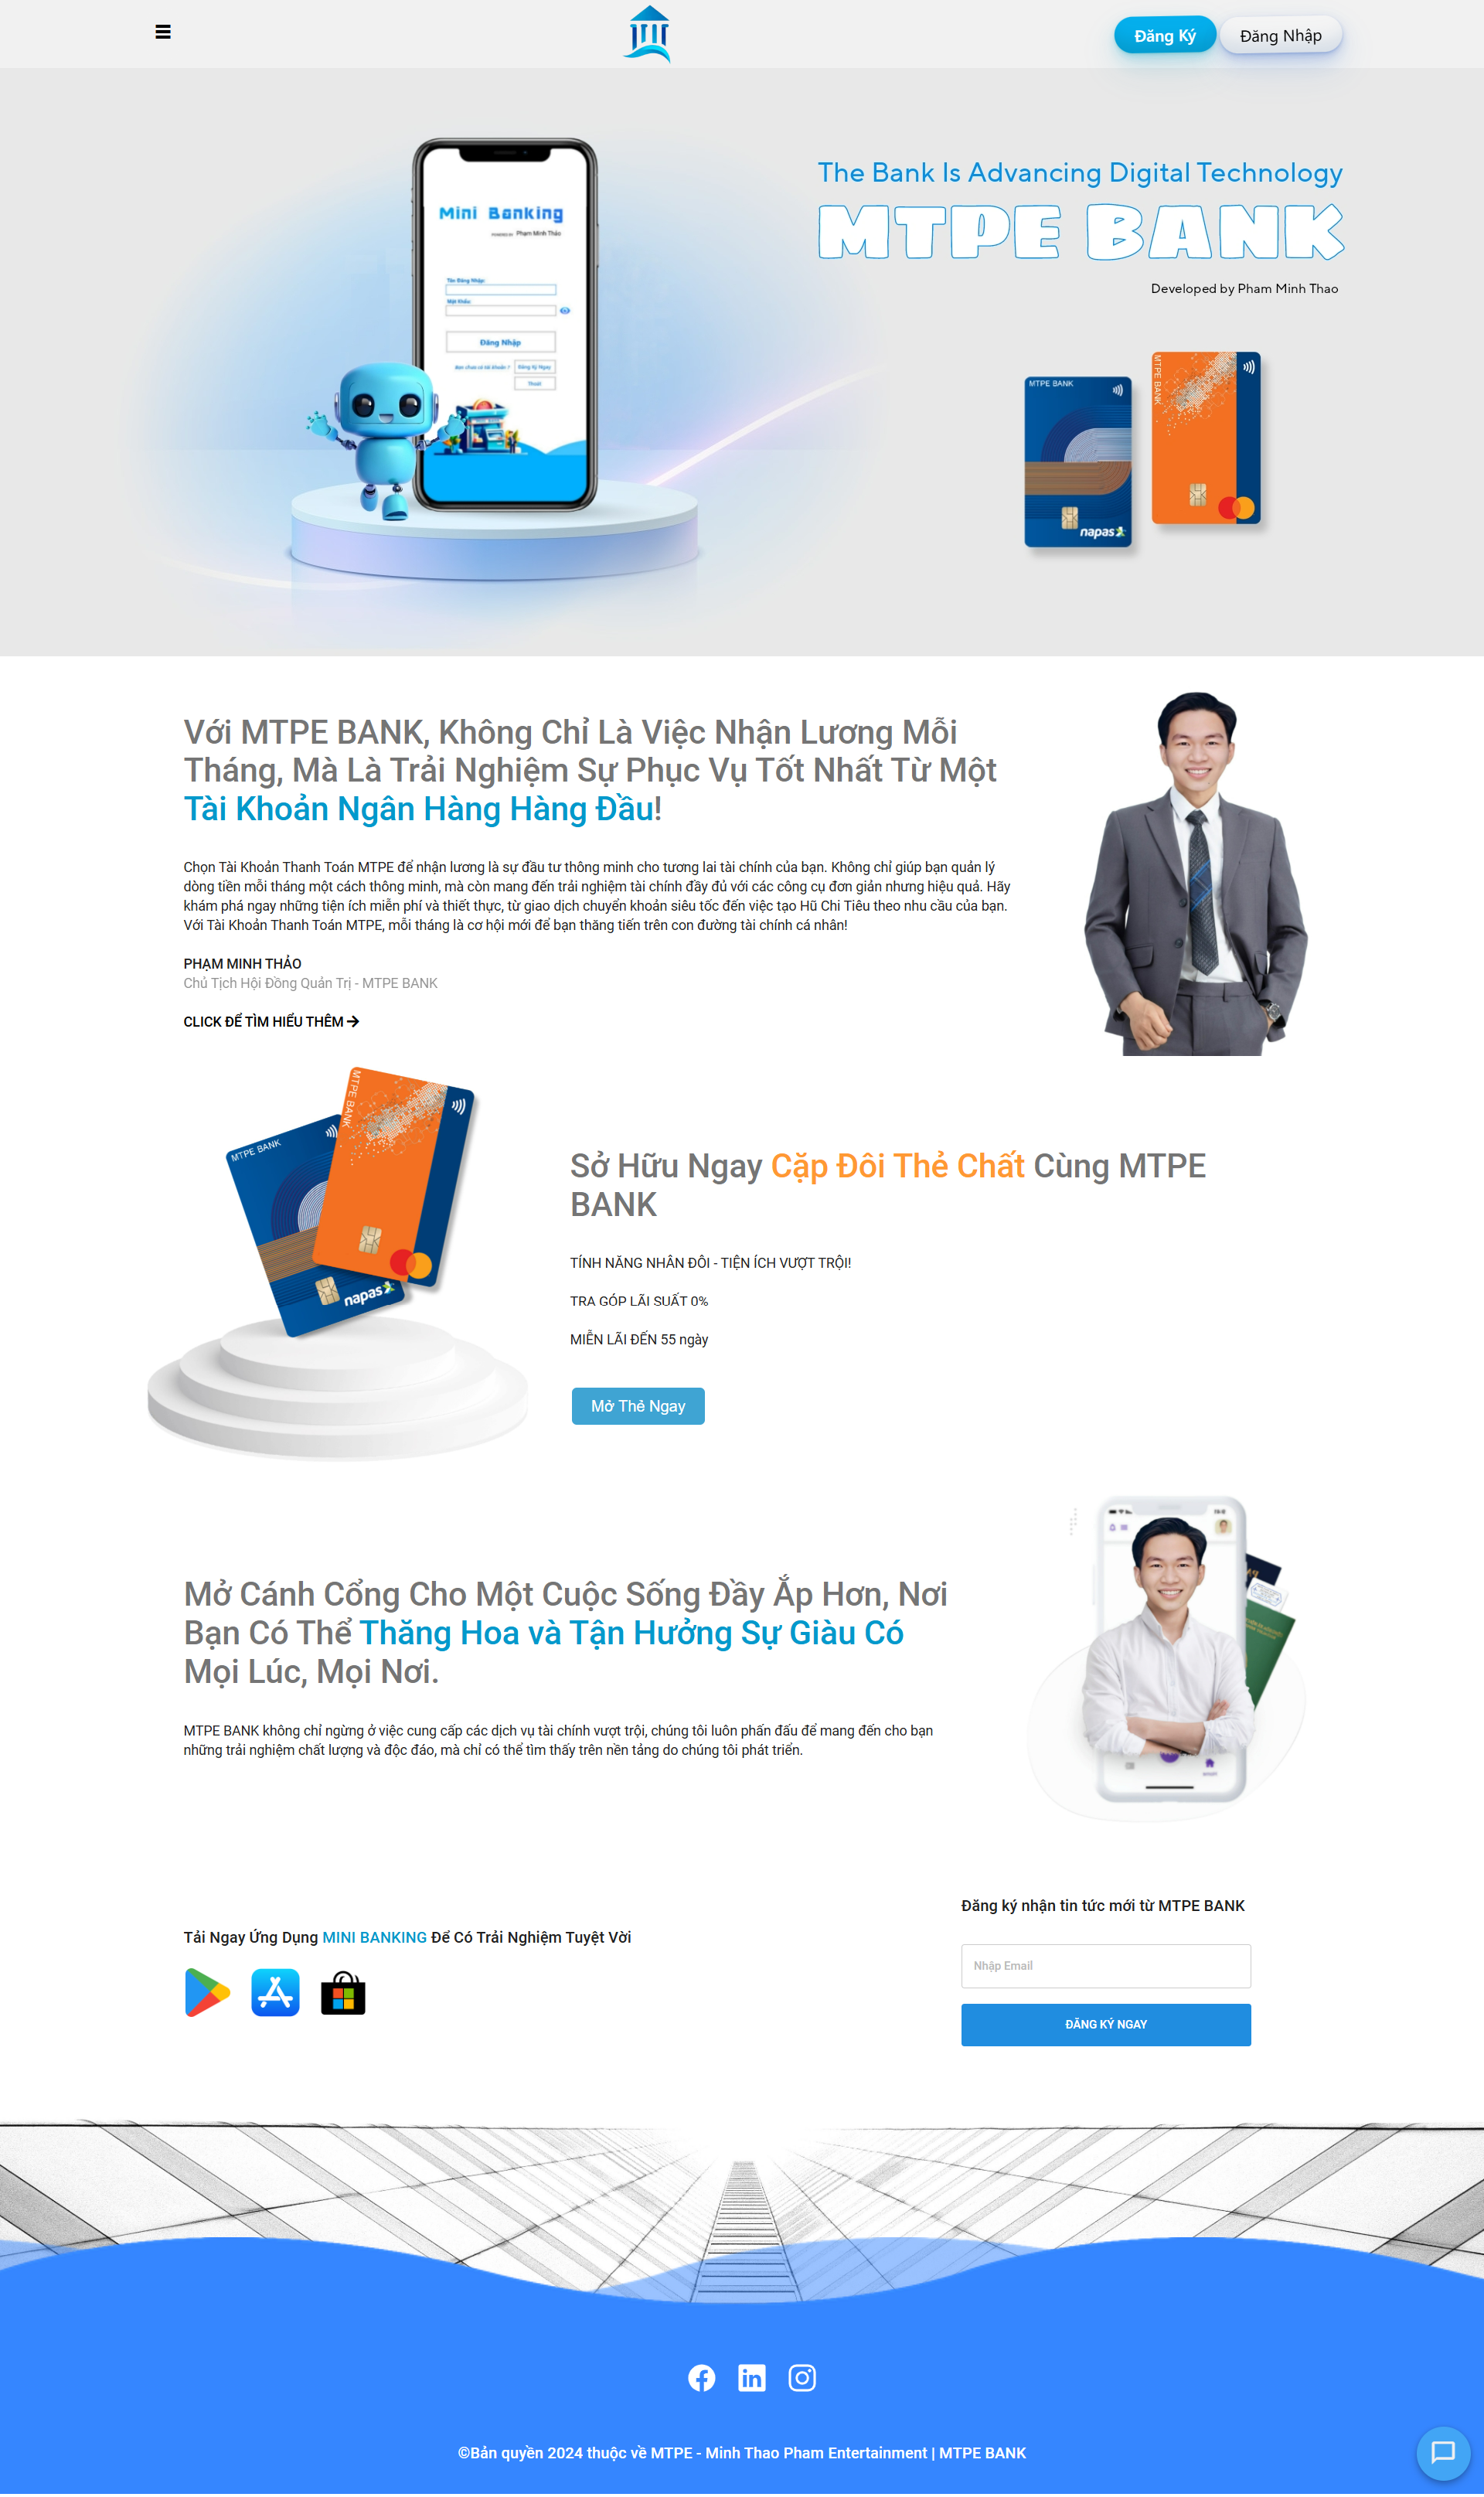 Đăng Ký
Đăng Nhập
The Bank Is Advancing Digital Technology
MTPE BANK
Developed by Pham Minh Thao
Mini Banking
POWERED BY Phạm Minh Thảo
Tên Đăng Nhập:
Mật Khẩu:
Đăng Nhập
Bạn chưa có tài khoản ? Đăng Ký Ngay
Thoát
MTPE BANK
napas
MTPE BANK
Với MTPE BANK, Không Chỉ Là Việc Nhận Lương Mỗi
Tháng, Mà Là Trải Nghiệm Sự Phục Vụ Tốt Nhất Từ Một
Tài Khoản Ngân Hàng Hàng Đầu!
Chọn Tài Khoản Thanh Toán MTPE để nhận lương là sự đầu tư thông minh cho tương lai tài chính của bạn. Không chỉ giúp bạn quản lý
dòng tiền mỗi tháng một cách thông minh, mà còn mang đến trải nghiệm tài chính đầy đủ với các công cụ đơn giản nhưng hiệu quả. Hãy
khám phá ngay những tiện ích miễn phí và thiết thực, từ giao dịch chuyển khoản siêu tốc đến việc tạo Hũ Chi Tiêu theo nhu cầu của bạn.
Với Tài Khoản Thanh Toán MTPE, mỗi tháng là cơ hội mới để bạn thăng tiến trên con đường tài chính cá nhân!
PHẠM MINH THẢO
Chủ Tịch Hội Đồng Quản Trị - MTPE BANK
CLICK ĐỂ TÌM HIỂU THÊM
MTPE BANK
MTPE BANK
napas
Sở Hữu Ngay Cặp Đôi Thẻ Chất Cùng MTPE
BANK
TÍNH NĂNG NHÂN ĐÔI - TIỆN ÍCH VƯỢT TRỘI!
TRA GÓP LÃI SUẤT 0%
MIỄN LÃI ĐẾN 55 ngày
Mở Thẻ Ngay
Mở Cánh Cổng Cho Một Cuộc Sống Đầy Ắp Hơn, Nơi
Bạn Có Thể Thăng Hoa và Tận Hưởng Sự Giàu Có
Mọi Lúc, Mọi Nơi.
MTPE BANK không chỉ ngừng ở việc cung cấp các dịch vụ tài chính vượt trội, chúng tôi luôn phấn đấu để mang đến cho bạn
những trải nghiệm chất lượng và độc đáo, mà chỉ có thể tìm thấy trên nền tảng do chúng tôi phát triển.
Tải Ngay Ứng Dụng MINI BANKING Để Có Trải Nghiệm Tuyệt Vời
Đăng ký nhận tin tức mới từ MTPE BANK
Nhập Email
ĐĂNG KÝ NGAY
©Bản quyền 2024 thuộc về MTPE - Minh Thao Pham Entertainment | MTPE BANK